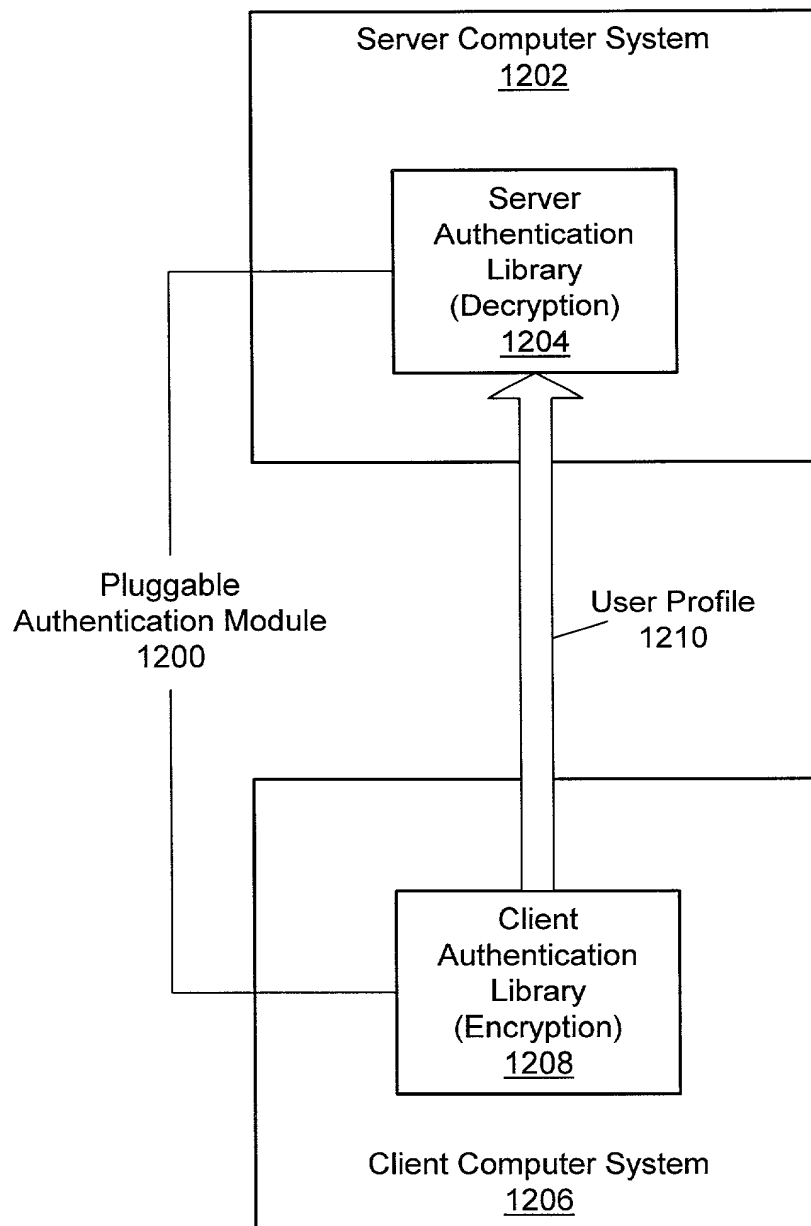 Server Computer System
1202
Server
Authentication
Library
(Decryption)
1204
Pluggable
Authentication Module
1200
User Profile
1210
Client
Authentication
Library
(Encryption)
1208
Client Computer System
1206